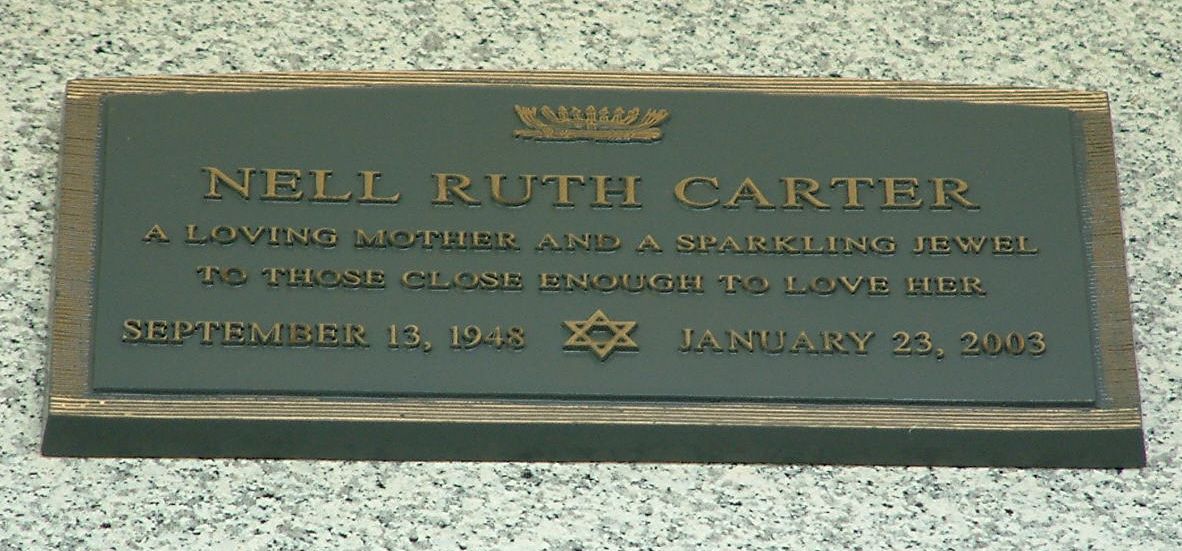 NELL RUTH CARTER
A LOVING MOTHER AND A SPARKLING JEWEL
TO THOSE CLOSE ENOUGH TO LOVE HER
SEPTEMBER 13, 1948 JANUARY 23, 2003